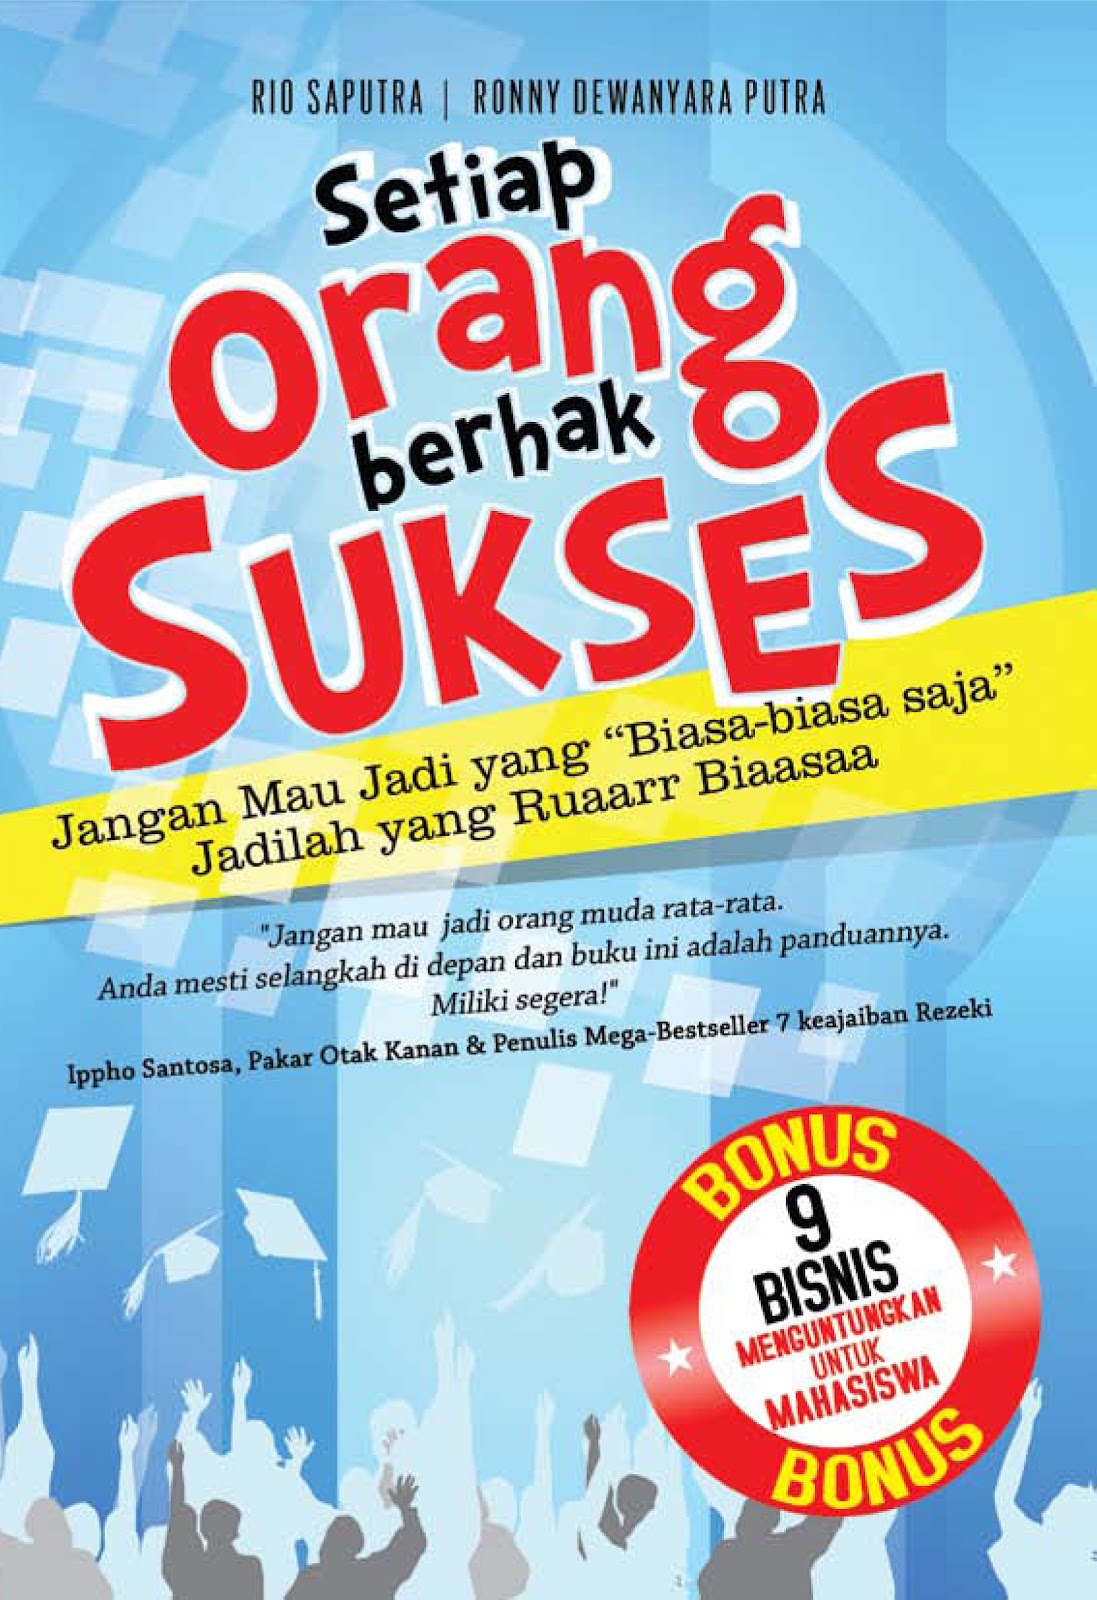 RIO SAPUTRA | RONNY DEWANYARA PUTRA
Setiap
orang
berhak
SUKSES
Jangan Mau Jadi yang “Biasa-biasa saja”
Jadilah yang Ruaarr Biaasaa
"Jangan mau jadi orang muda rata-rata.
Anda mesti selangkah di depan dan buku ini adalah panduannya.
Miliki segera!"
Ippho Santosa, Pakar Otak Kanan & Penulis Mega-Bestseller 7 keajaiban Rezeki
BONUS
9
BISNIS
MENGUNTUNGKAN
UNTUK
MAHASISWA
BONUS